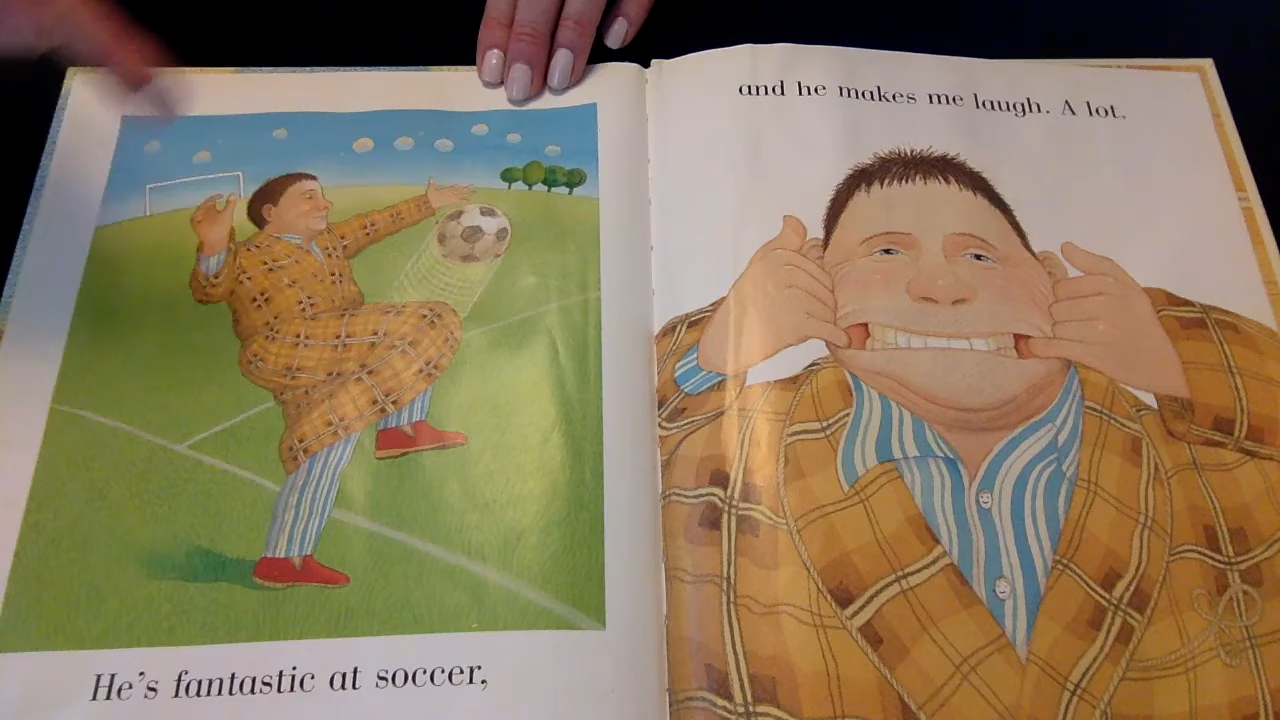 He's fantastic at soccer,
and he makes me laugh. A lot.